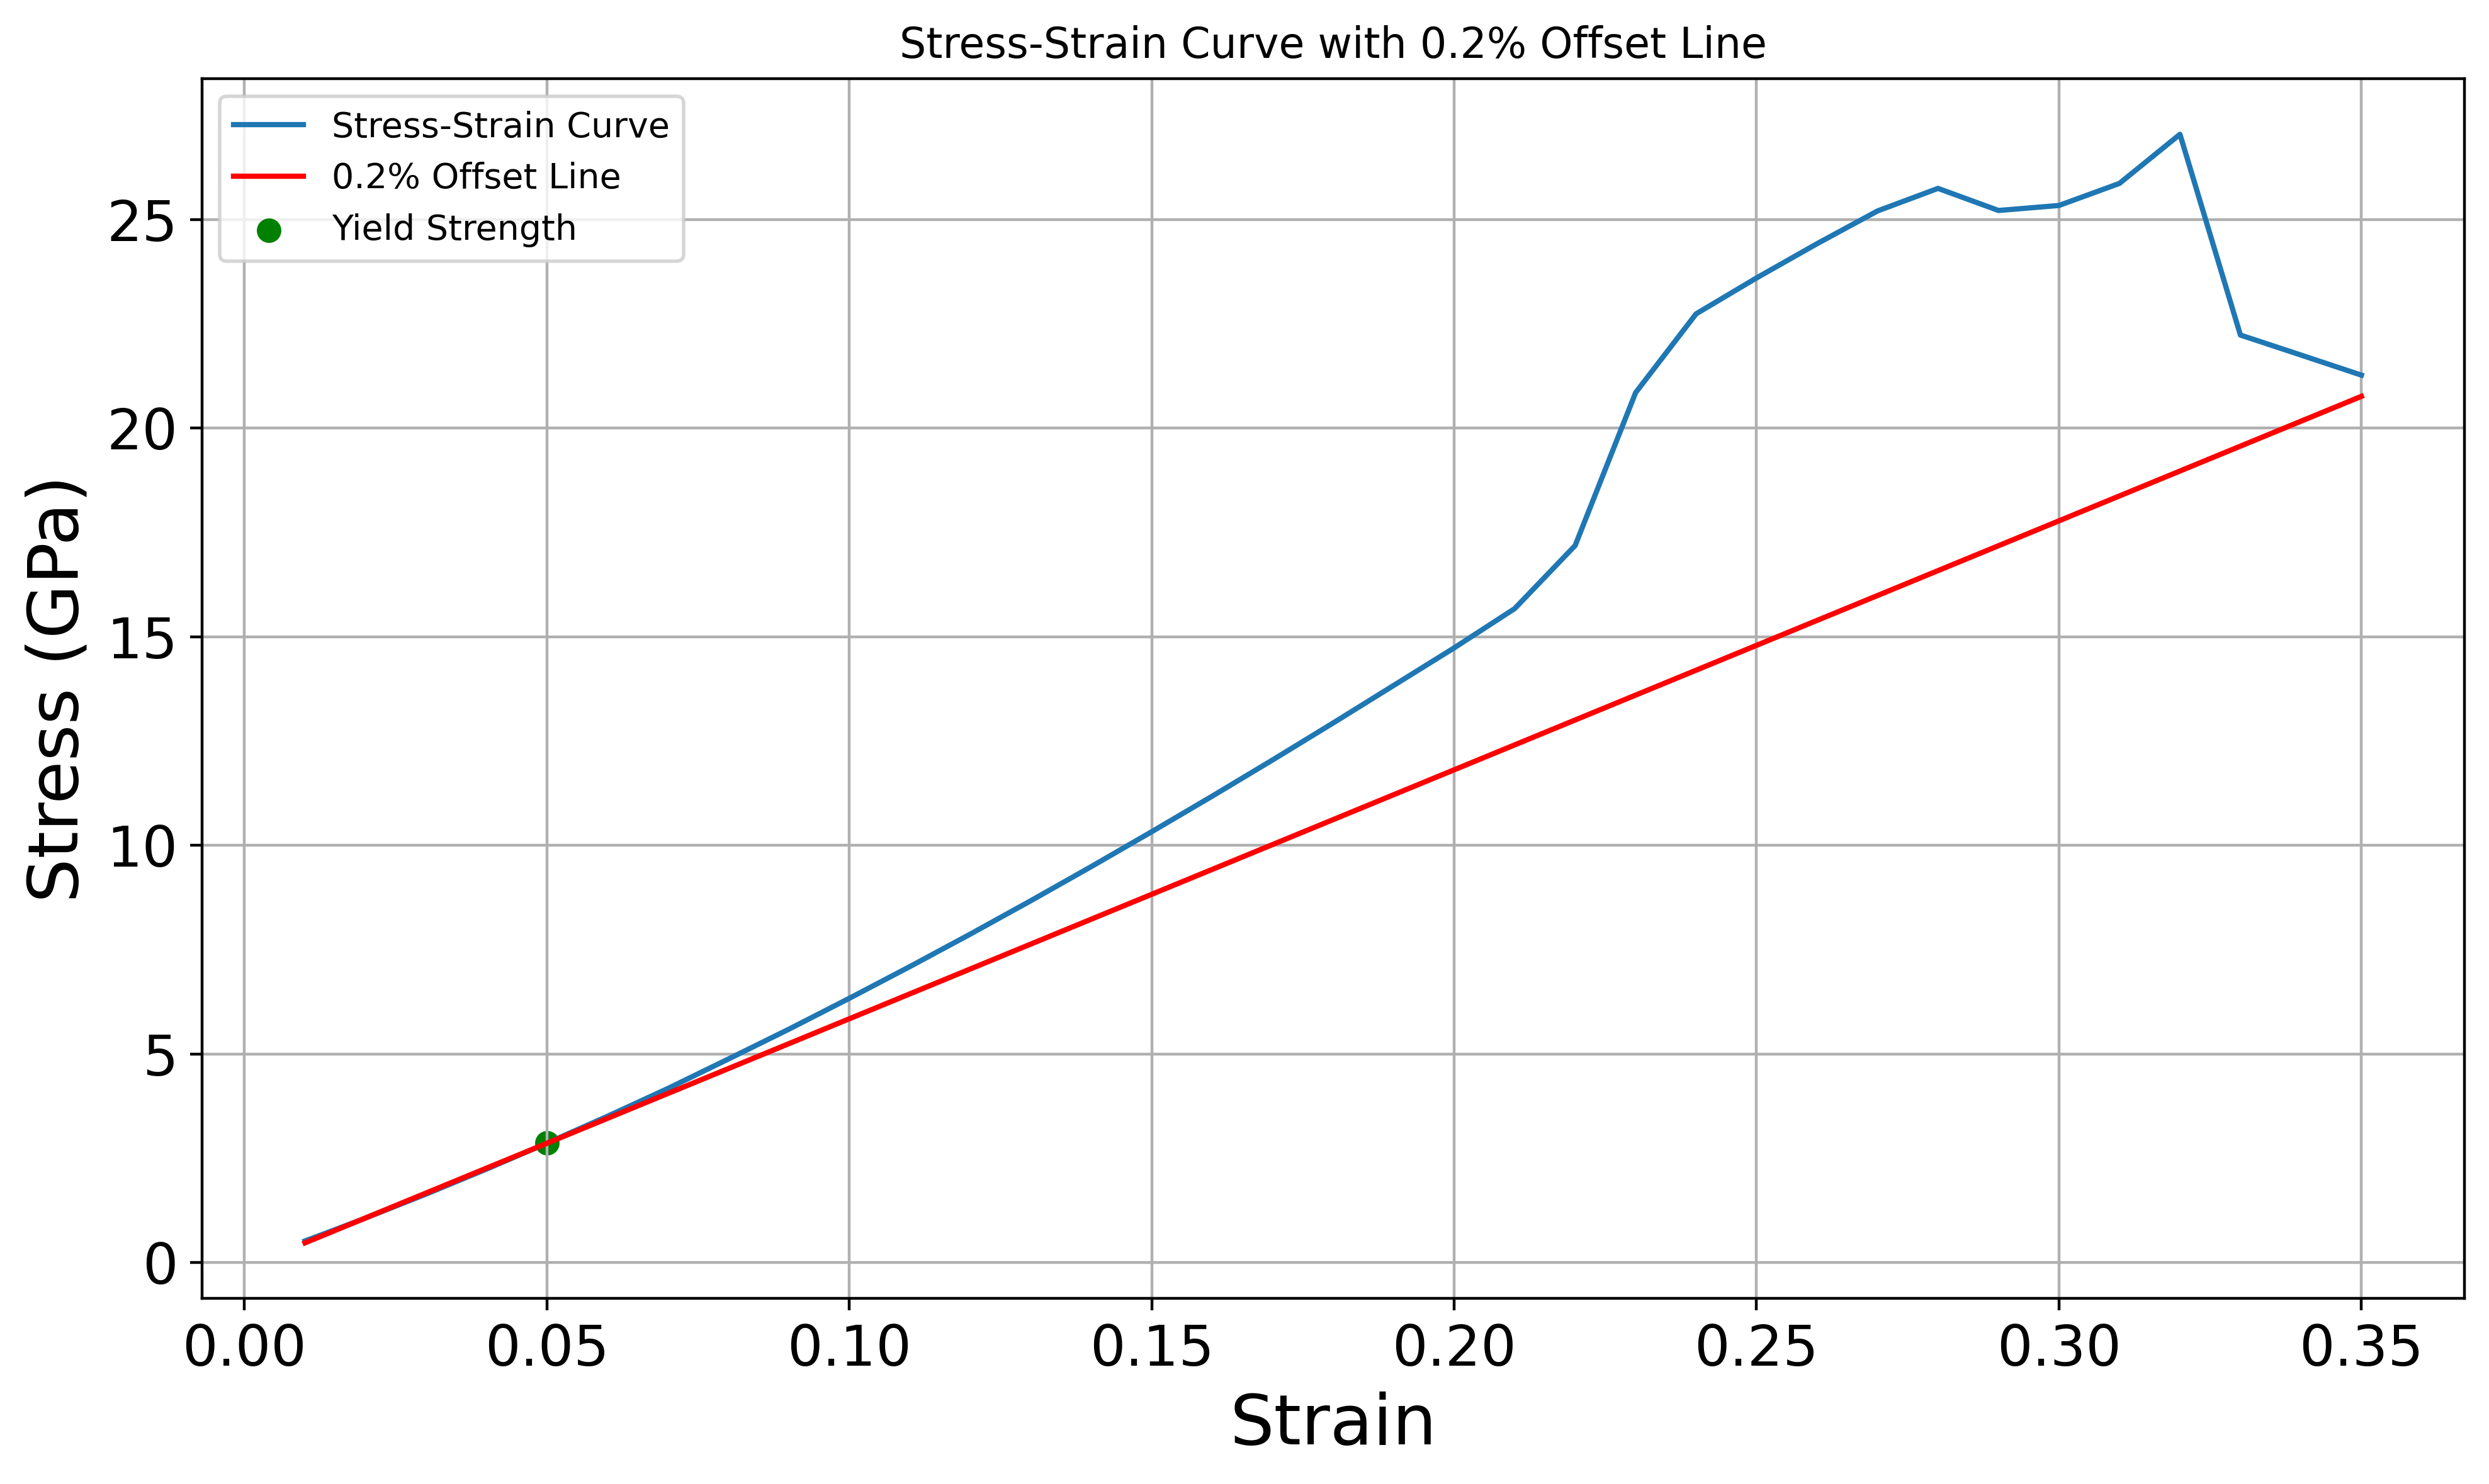 Stress-Strain Curve with 0.2% Offset Line
Stress-Strain Curve
0.2% Offset Line
Yield Strength
Stress (GPa)
25
20
15
10
5
0
0.00 0.05 0.10 0.15 0.20 0.25 0.30 0.35
Strain